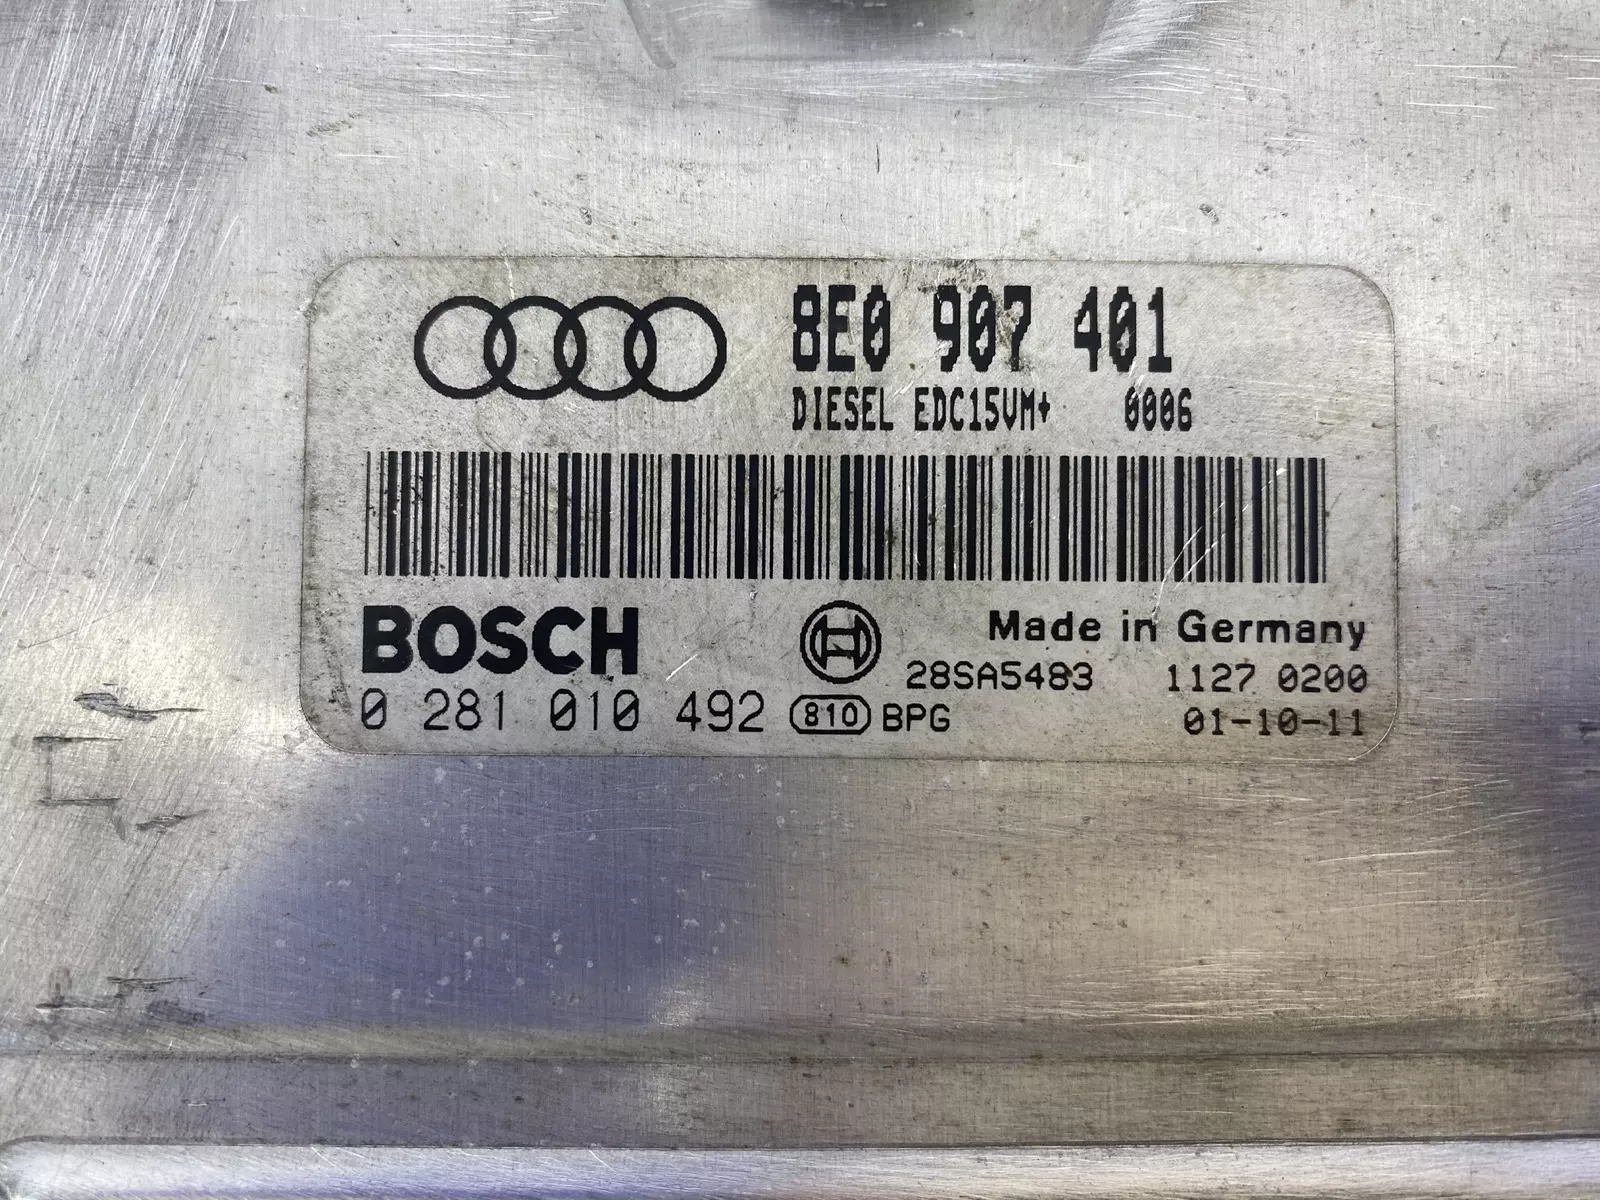 8E0 907 401
DIESEL EDC15VM+ 0006
BOSCH
Made in Germany
28SA5483 1127 0200
0 281 010 492 810 BPG 01-10-11